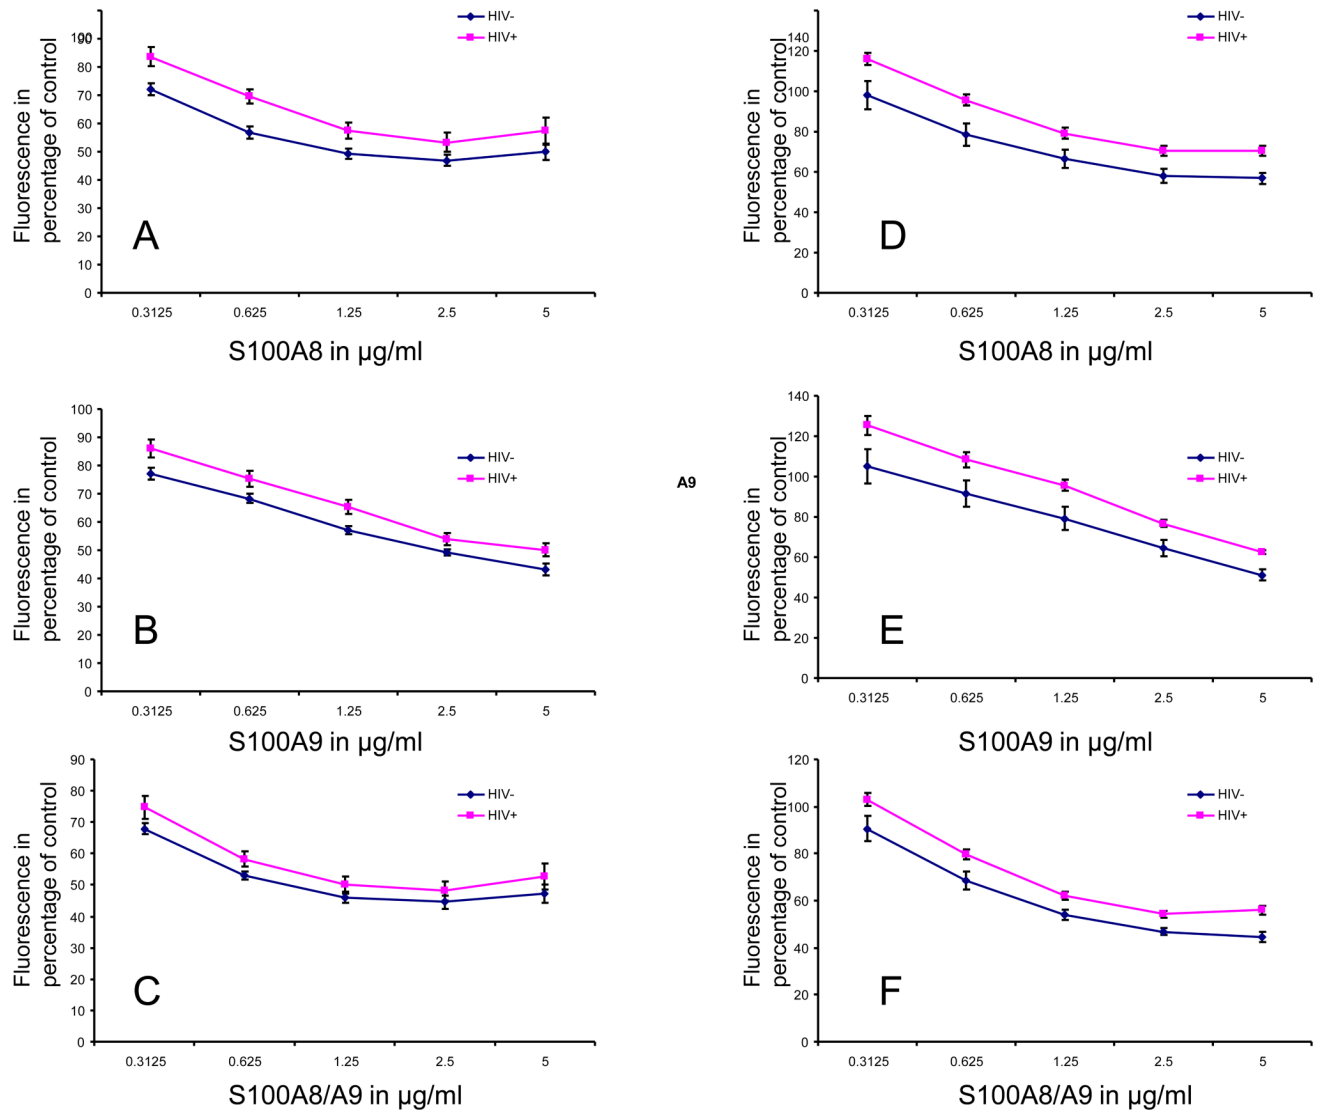 HIV-
HIV+
Fluorescence in
percentage of control
100
90
80
70
60
50
40
30
20
10
0
A
0.3125 0.625 1.25 2.5 5
S100A8 in µg/ml
HIV-
HIV+
Fluorescence in
percentage of control
140
120
100
80
60
40
20
0
D
0.3125 0.625 1.25 2.5 5
S100A8 in µg/ml
HIV-
HIV+
Fluorescence in
percentage of control
100
90
80
70
60
50
40
30
20
10
0
B
0.3125 0.625 1.25 2.5 5
S100A9 in µg/ml
A9
HIV-
HIV+
Fluorescence in
percentage of control
140
120
100
80
60
40
20
0
E
0.3125 0.625 1.25 2.5 5
S100A9 in µg/ml
HIV-
HIV+
Fluorescence in
percentage of control
90
80
70
60
50
40
30
20
10
0
C
0.3125 0.625 1.25 2.5 5
S100A8/A9 in µg/ml
HIV-
HIV+
Fluorescence in
percentage of control
120
100
80
60
40
20
0
F
0.3125 0.625 1.25 2.5 5
S100A8/A9 in µg/ml